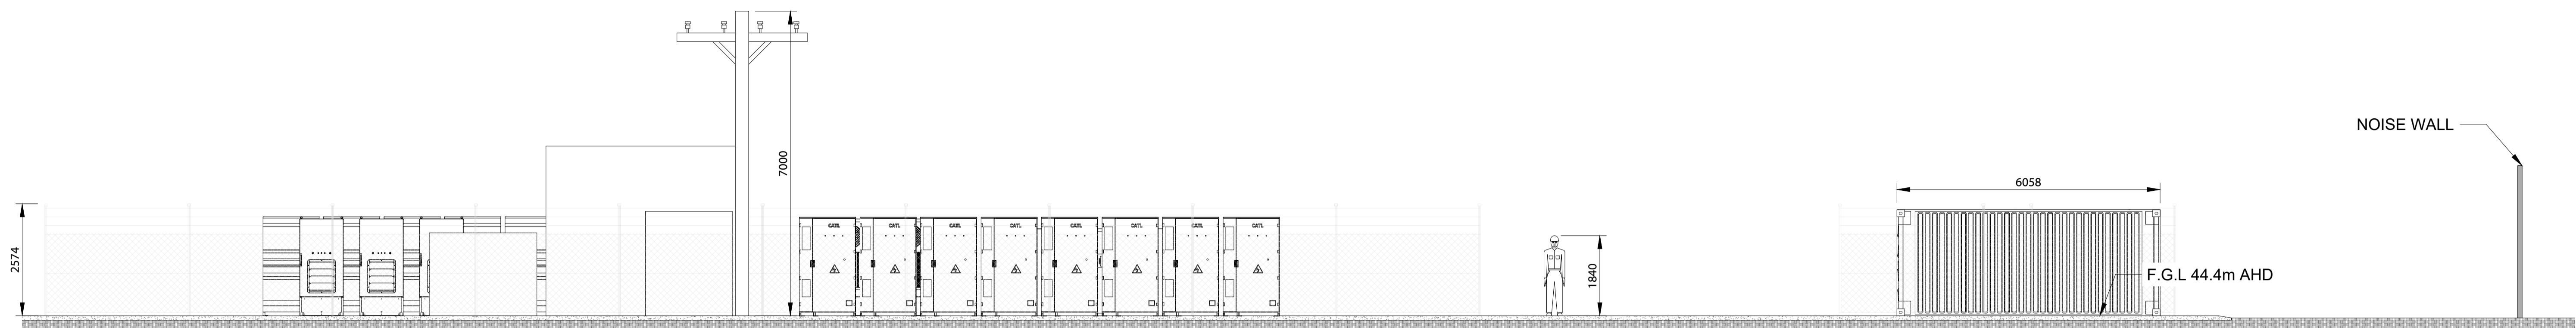 7000
NOISE WALL
6058
2574
CATL
CATL
CATL
CATL
CATL
CATL
CATL
CATL
1840
F.G.L 44.4m AHD